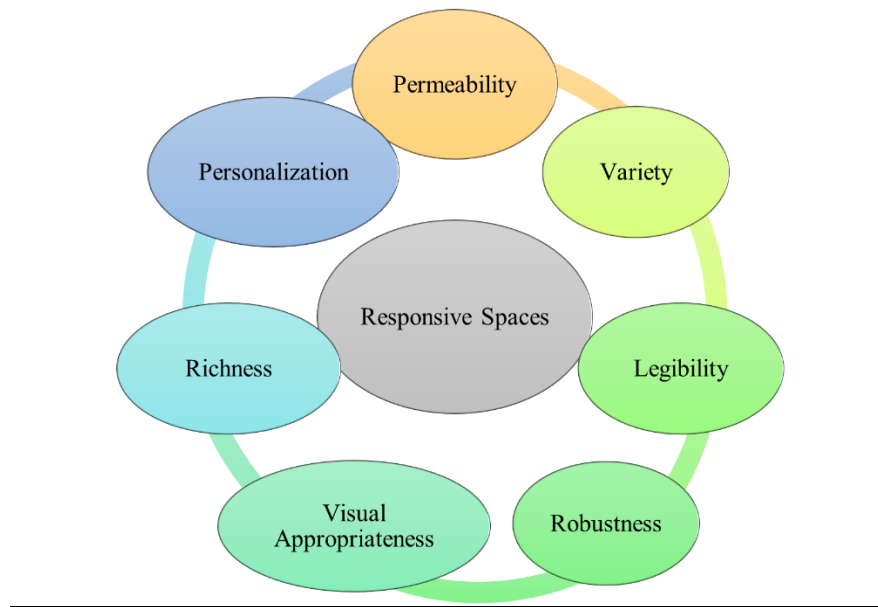 Permeability
Personalization
Variety
Responsive Spaces
Richness
Legibility
Visual
Appropriateness
Robustness